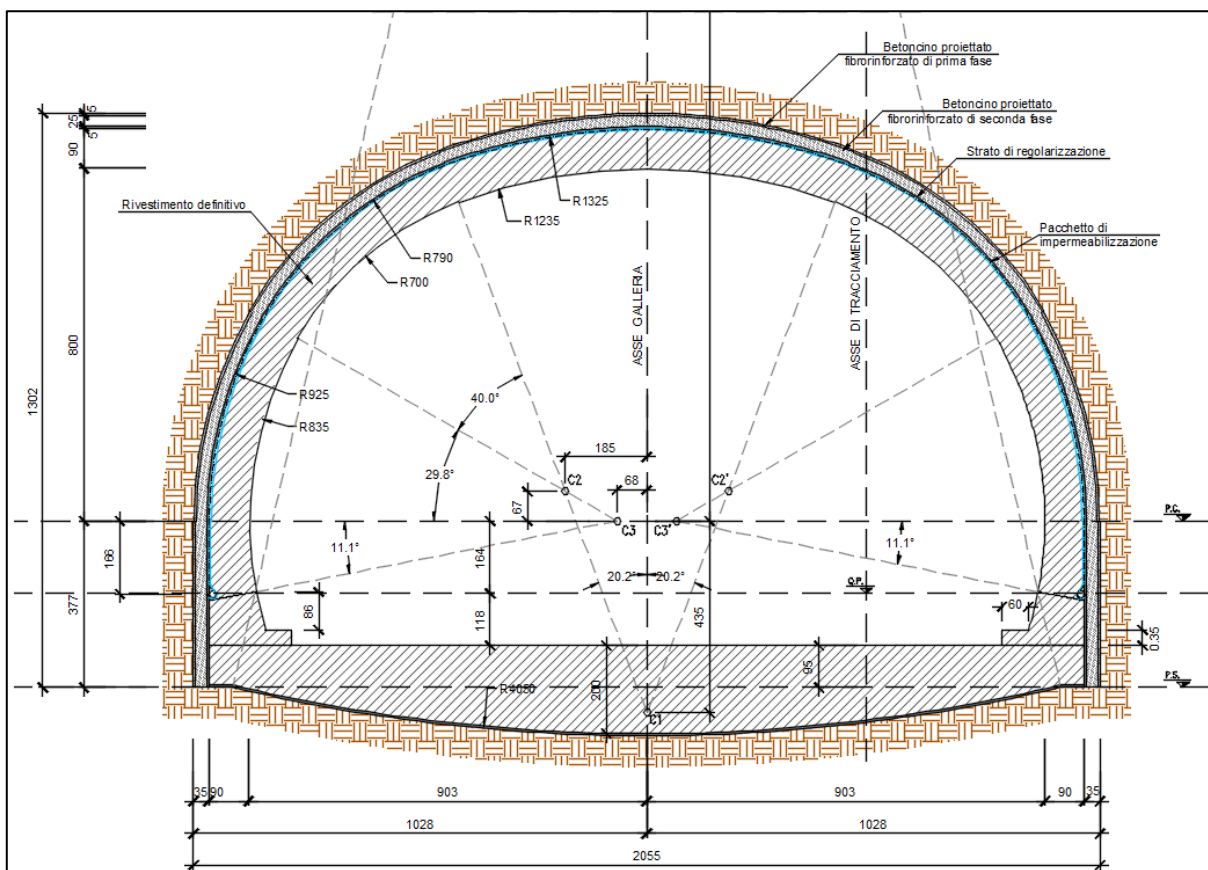 Betoncino proiettato
fibrorinforzato di prima fase
Betoncino proiettato
fibrorinforzato di seconda fase
Strato di regolarizzazione
Pacchetto di
impermeabilizzazione
Rivestimento definitivo
R1325
R1235
R790
R700
R925
R835
ASSE GALLERIA
ASSE DI TRACCIAMENTO
5
25
5
90
800
1302
377
166
40.0°
29.8°
185
68
67
C2
C2'
C3
C3'
P.C.
11.1°
11.1°
164
20.2°
20.2°
Q.P.
86
118
435
60
0.35
95
200
R4050
C1
P.S.
35
90
903
903
90
35
1028
1028
2055